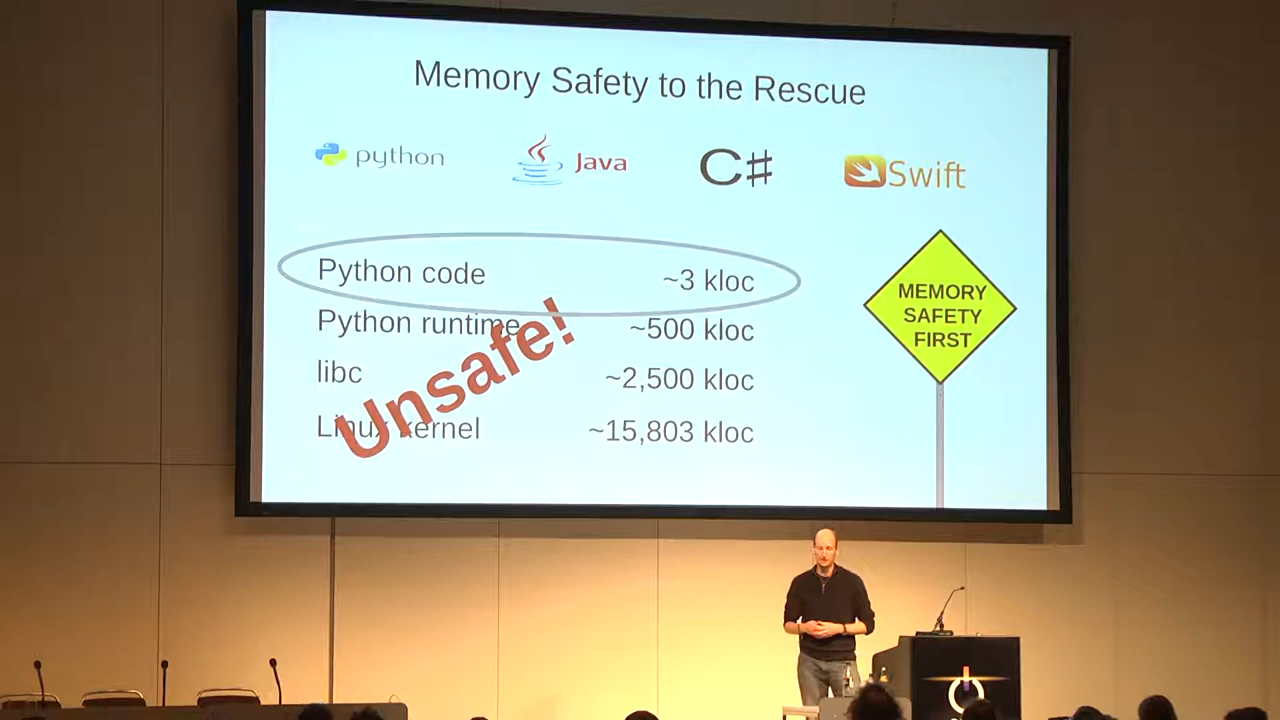 Memory Safety to the Rescue
python
Java
C#
Swift
Python code ~3 kloc
Python runtime ~500 kloc
libc ~2,500 kloc
Linux kernel ~15,803 kloc
Unsafe!
MEMORY
SAFETY
FIRST